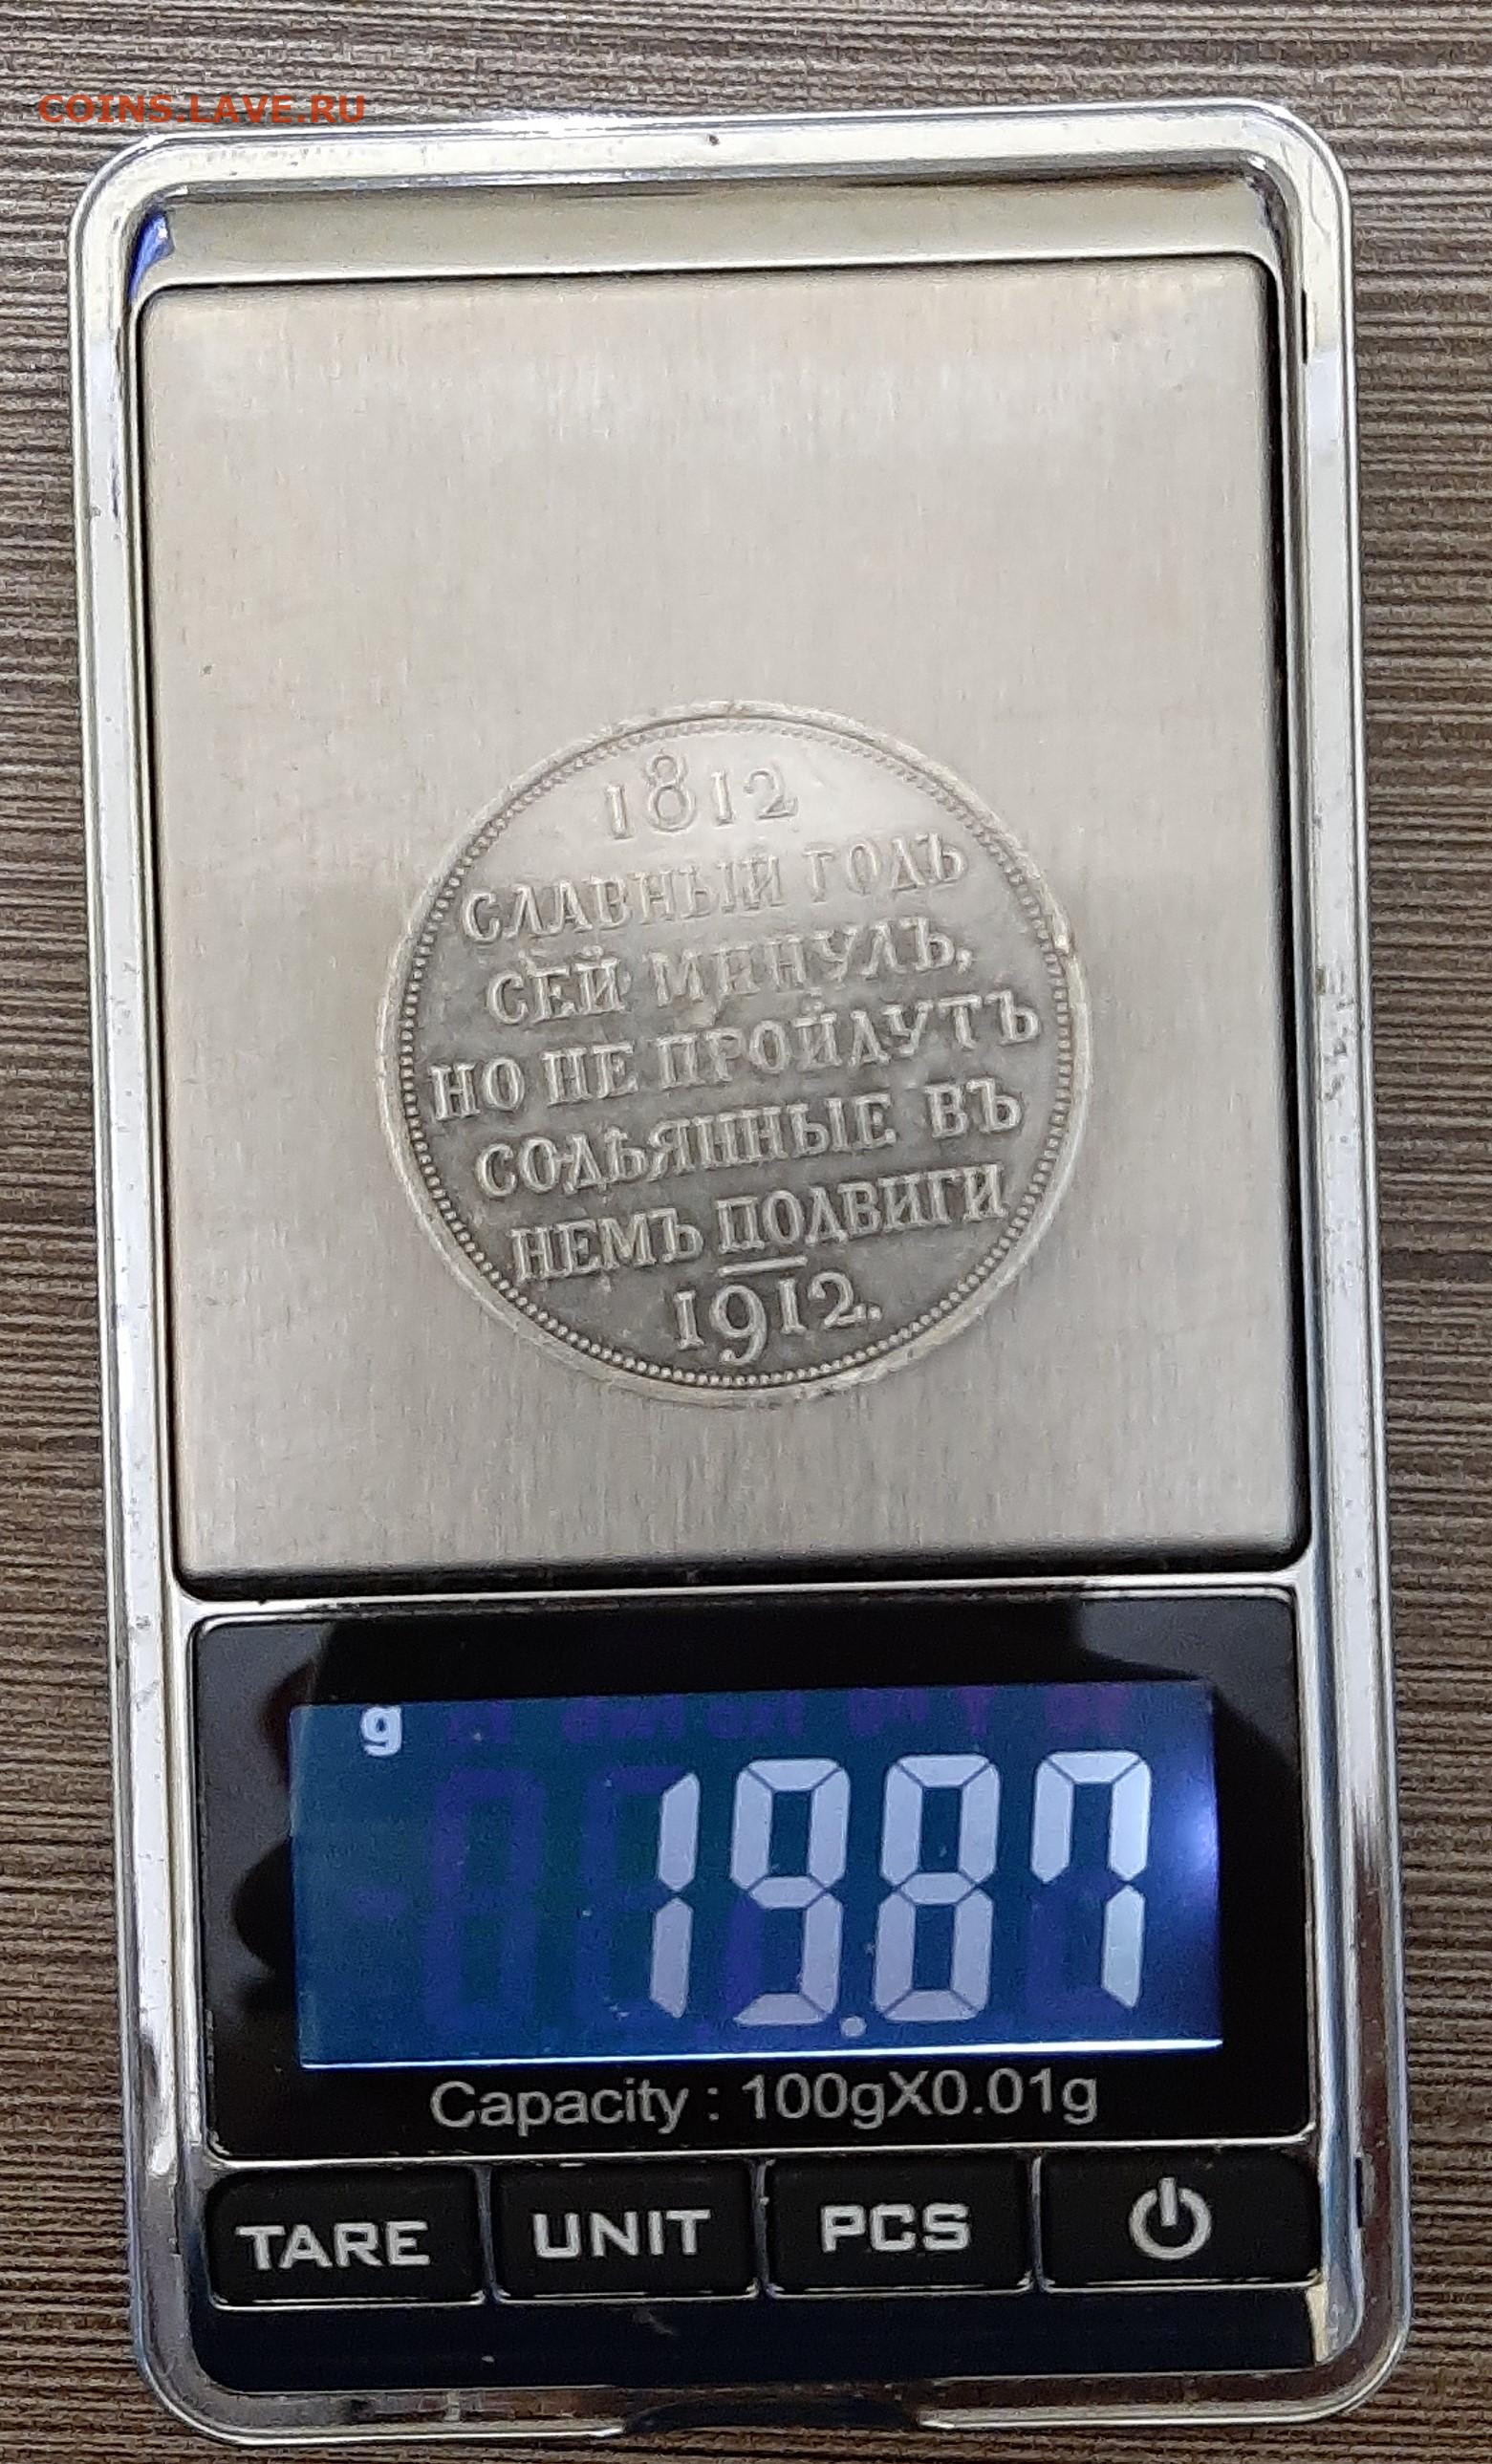 COINS.LAVE.RU
1812
СЛАВНЫЙ ГОДЪ
СЕЙ МИНУЛЪ,
НО НЕ ПРОЙДУТЪ
СОДѢЯННЫЕ ВЪ
НЕМЪ ПОДВИГИ
1912.
g
19.87
Capacity : 100gX0.01g
TARE UNIT PCS